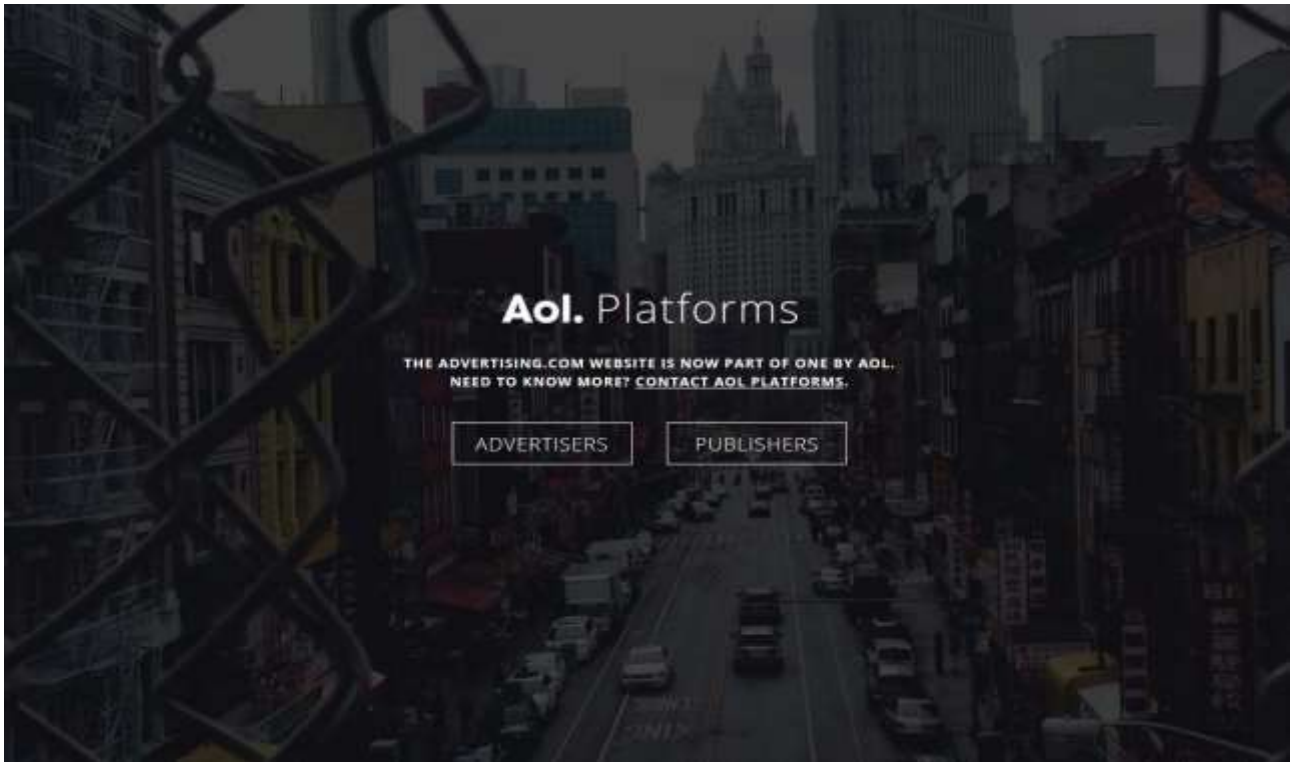 Aol. Platforms
THE ADVERTISING.COM WEBSITE IS NOW PART OF ONE BY AOL.
NEED TO KNOW MORE? CONTACT AOL PLATFORMS.
ADVERTISERS
PUBLISHERS